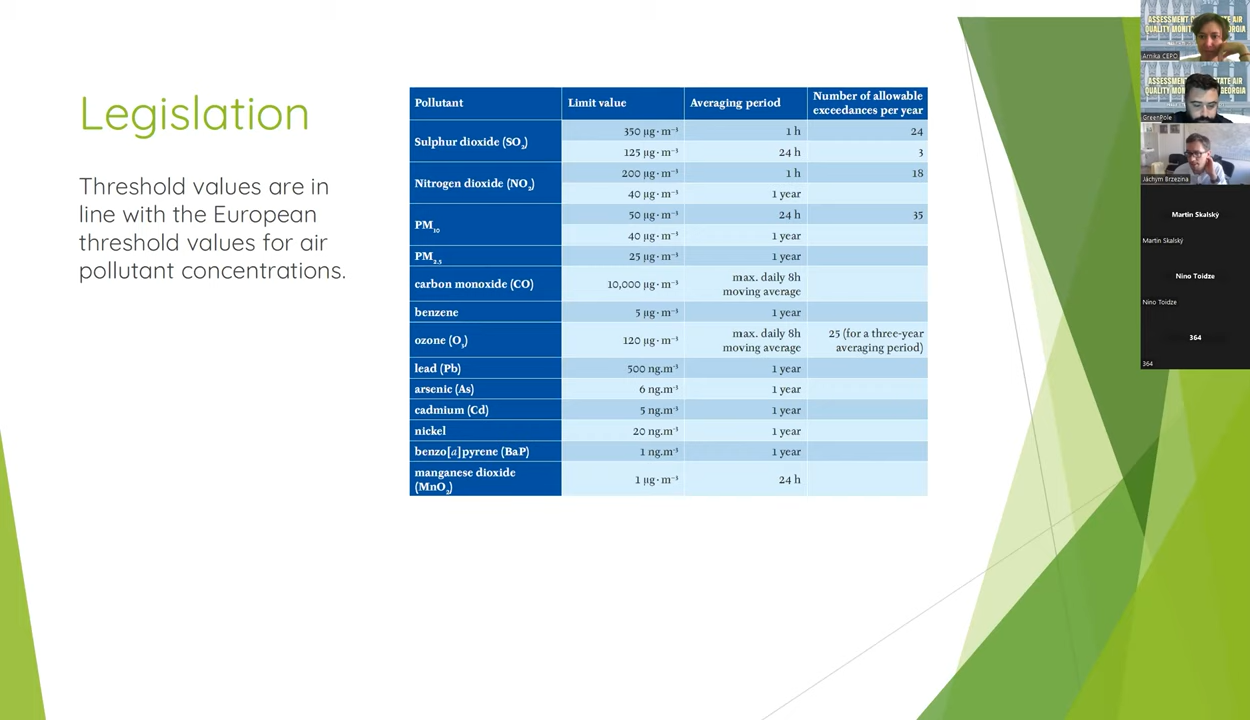 Legislation
Threshold values are in
line with the European
threshold values for air
pollutant concentrations.
Pollutant Limit value Averaging period Number of allowable exceedances per year
Sulphur dioxide (SO₂) 350 µg·m⁻³ 1 h 24
125 µg·m⁻³ 24 h 3
Nitrogen dioxide (NO₂) 200 µg·m⁻³ 1 h 18
40 µg·m⁻³ 1 year
PM₁₀ 50 µg·m⁻³ 24 h 35
40 µg·m⁻³ 1 year
PM₂.₅ 25 µg·m⁻³ 1 year
carbon monoxide (CO) 10,000 µg·m⁻³ max. daily 8h moving average
benzene 5 µg·m⁻³ 1 year
ozone (O₃) 120 µg·m⁻³ max. daily 8h moving average 25 (for a three-year averaging period)
lead (Pb) 500 ng.m⁻³ 1 year
arsenic (As) 6 ng.m⁻³ 1 year
cadmium (Cd) 5 ng.m⁻³ 1 year
nickel 20 ng.m⁻³ 1 year
benzo[a]pyrene (BaP) 1 ng.m⁻³ 1 year
manganese dioxide (MnO₂) 1 µg·m⁻³ 24 h
ASSESSMENT
QUALITY
Arnika CEPO
GreenPole
Jáchym Brzezina
Martin Skalský
Martin Skalský
Nino Toidze
Nino Toidze
364
364